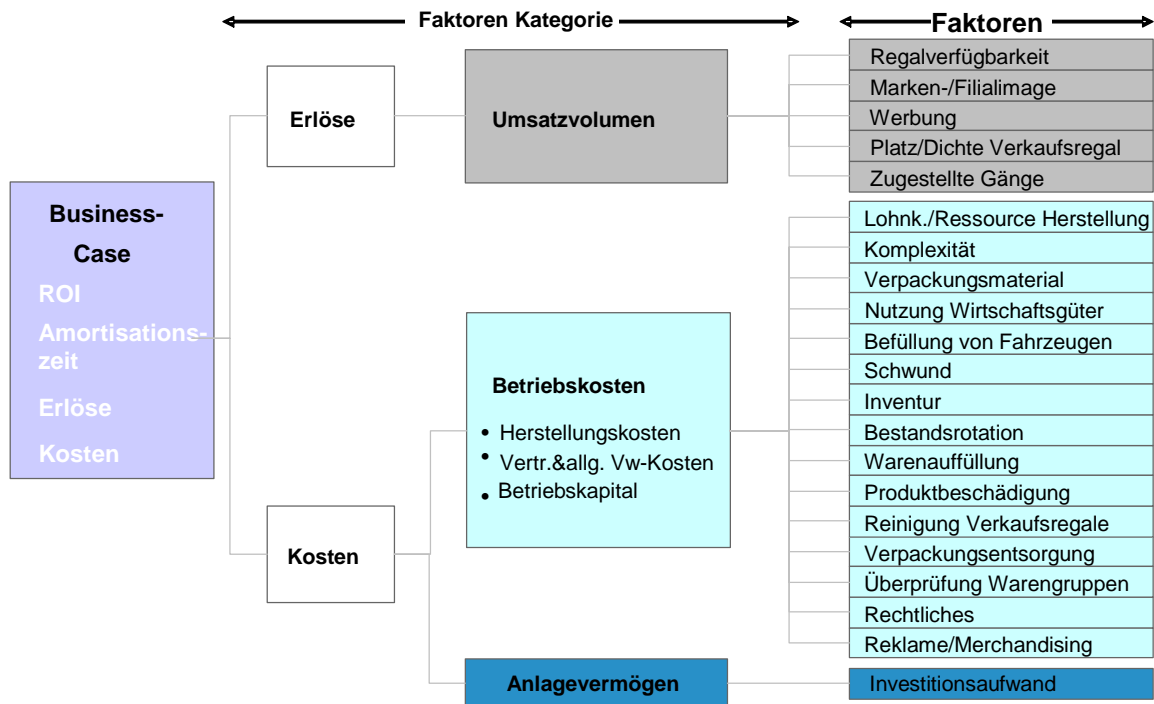 Faktoren Kategorie
Faktoren
Business-
Case
ROI
Amortisations-
zeit
Erlöse
Kosten
Erlöse
Kosten
Umsatzvolumen
Betriebskosten
• Herstellungskosten
• Vertr.&allg. Vw-Kosten
• Betriebskapital
Anlagevermögen
Regalverfügbarkeit
Marken-/Filialimage
Werbung
Platz/Dichte Verkaufsregal
Zugestellte Gänge
Lohnk./Ressource Herstellung
Komplexität
Verpackungsmaterial
Nutzung Wirtschaftsgüter
Befüllung von Fahrzeugen
Schwund
Inventur
Bestandsrotation
Warenauffüllung
Produktbeschädigung
Reinigung Verkaufsregale
Verpackungsentsorgung
Überprüfung Warengruppen
Rechtliches
Reklame/Merchandising
Investitionsaufwand